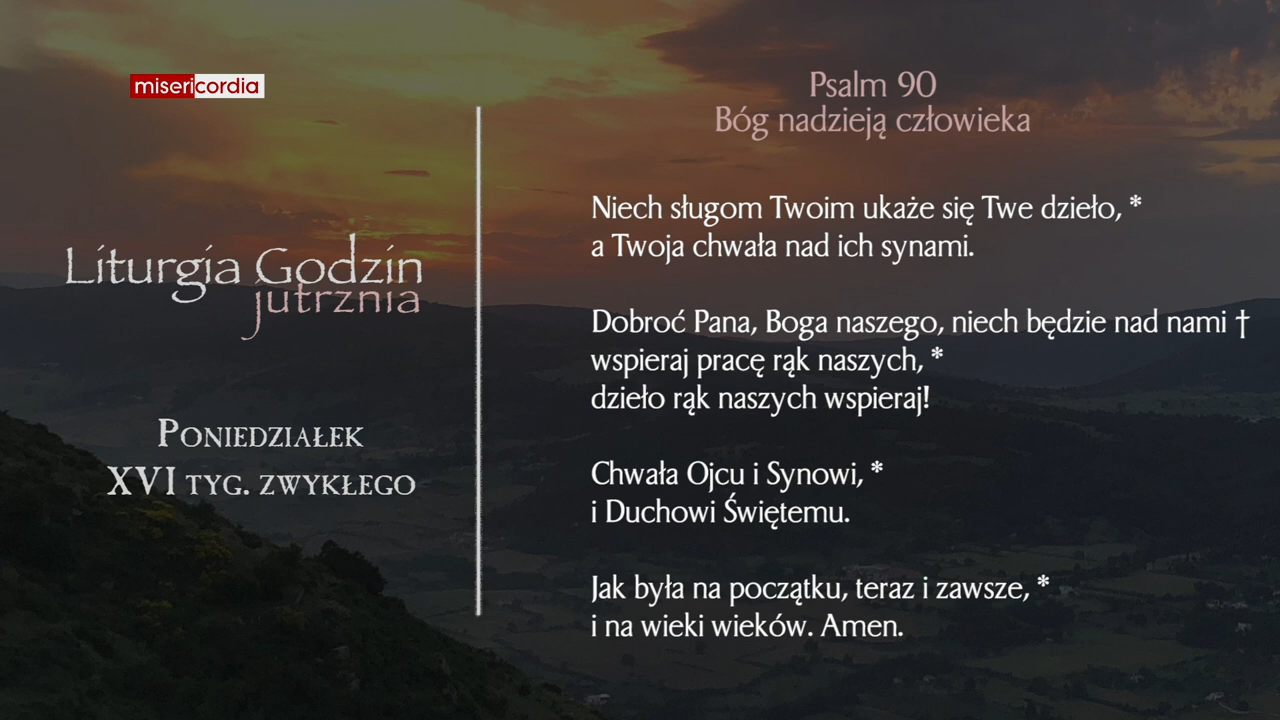 misericordia
Liturgia Godzin
jutrznia
Poniedziałek
XVI tyg. zwykłego
Psalm 90
Bóg nadzieją człowieka
Niech sługom Twoim ukaże się Twe dzieło, *
a Twoja chwała nad ich synami.
Dobroć Pana, Boga naszego, niech będzie nad nami †
wspieraj pracę rąk naszych, *
dzieło rąk naszych wspieraj!
Chwała Ojcu i Synowi, *
i Duchowi Świętemu.
Jak była na początku, teraz i zawsze, *
i na wieki wieków. Amen.